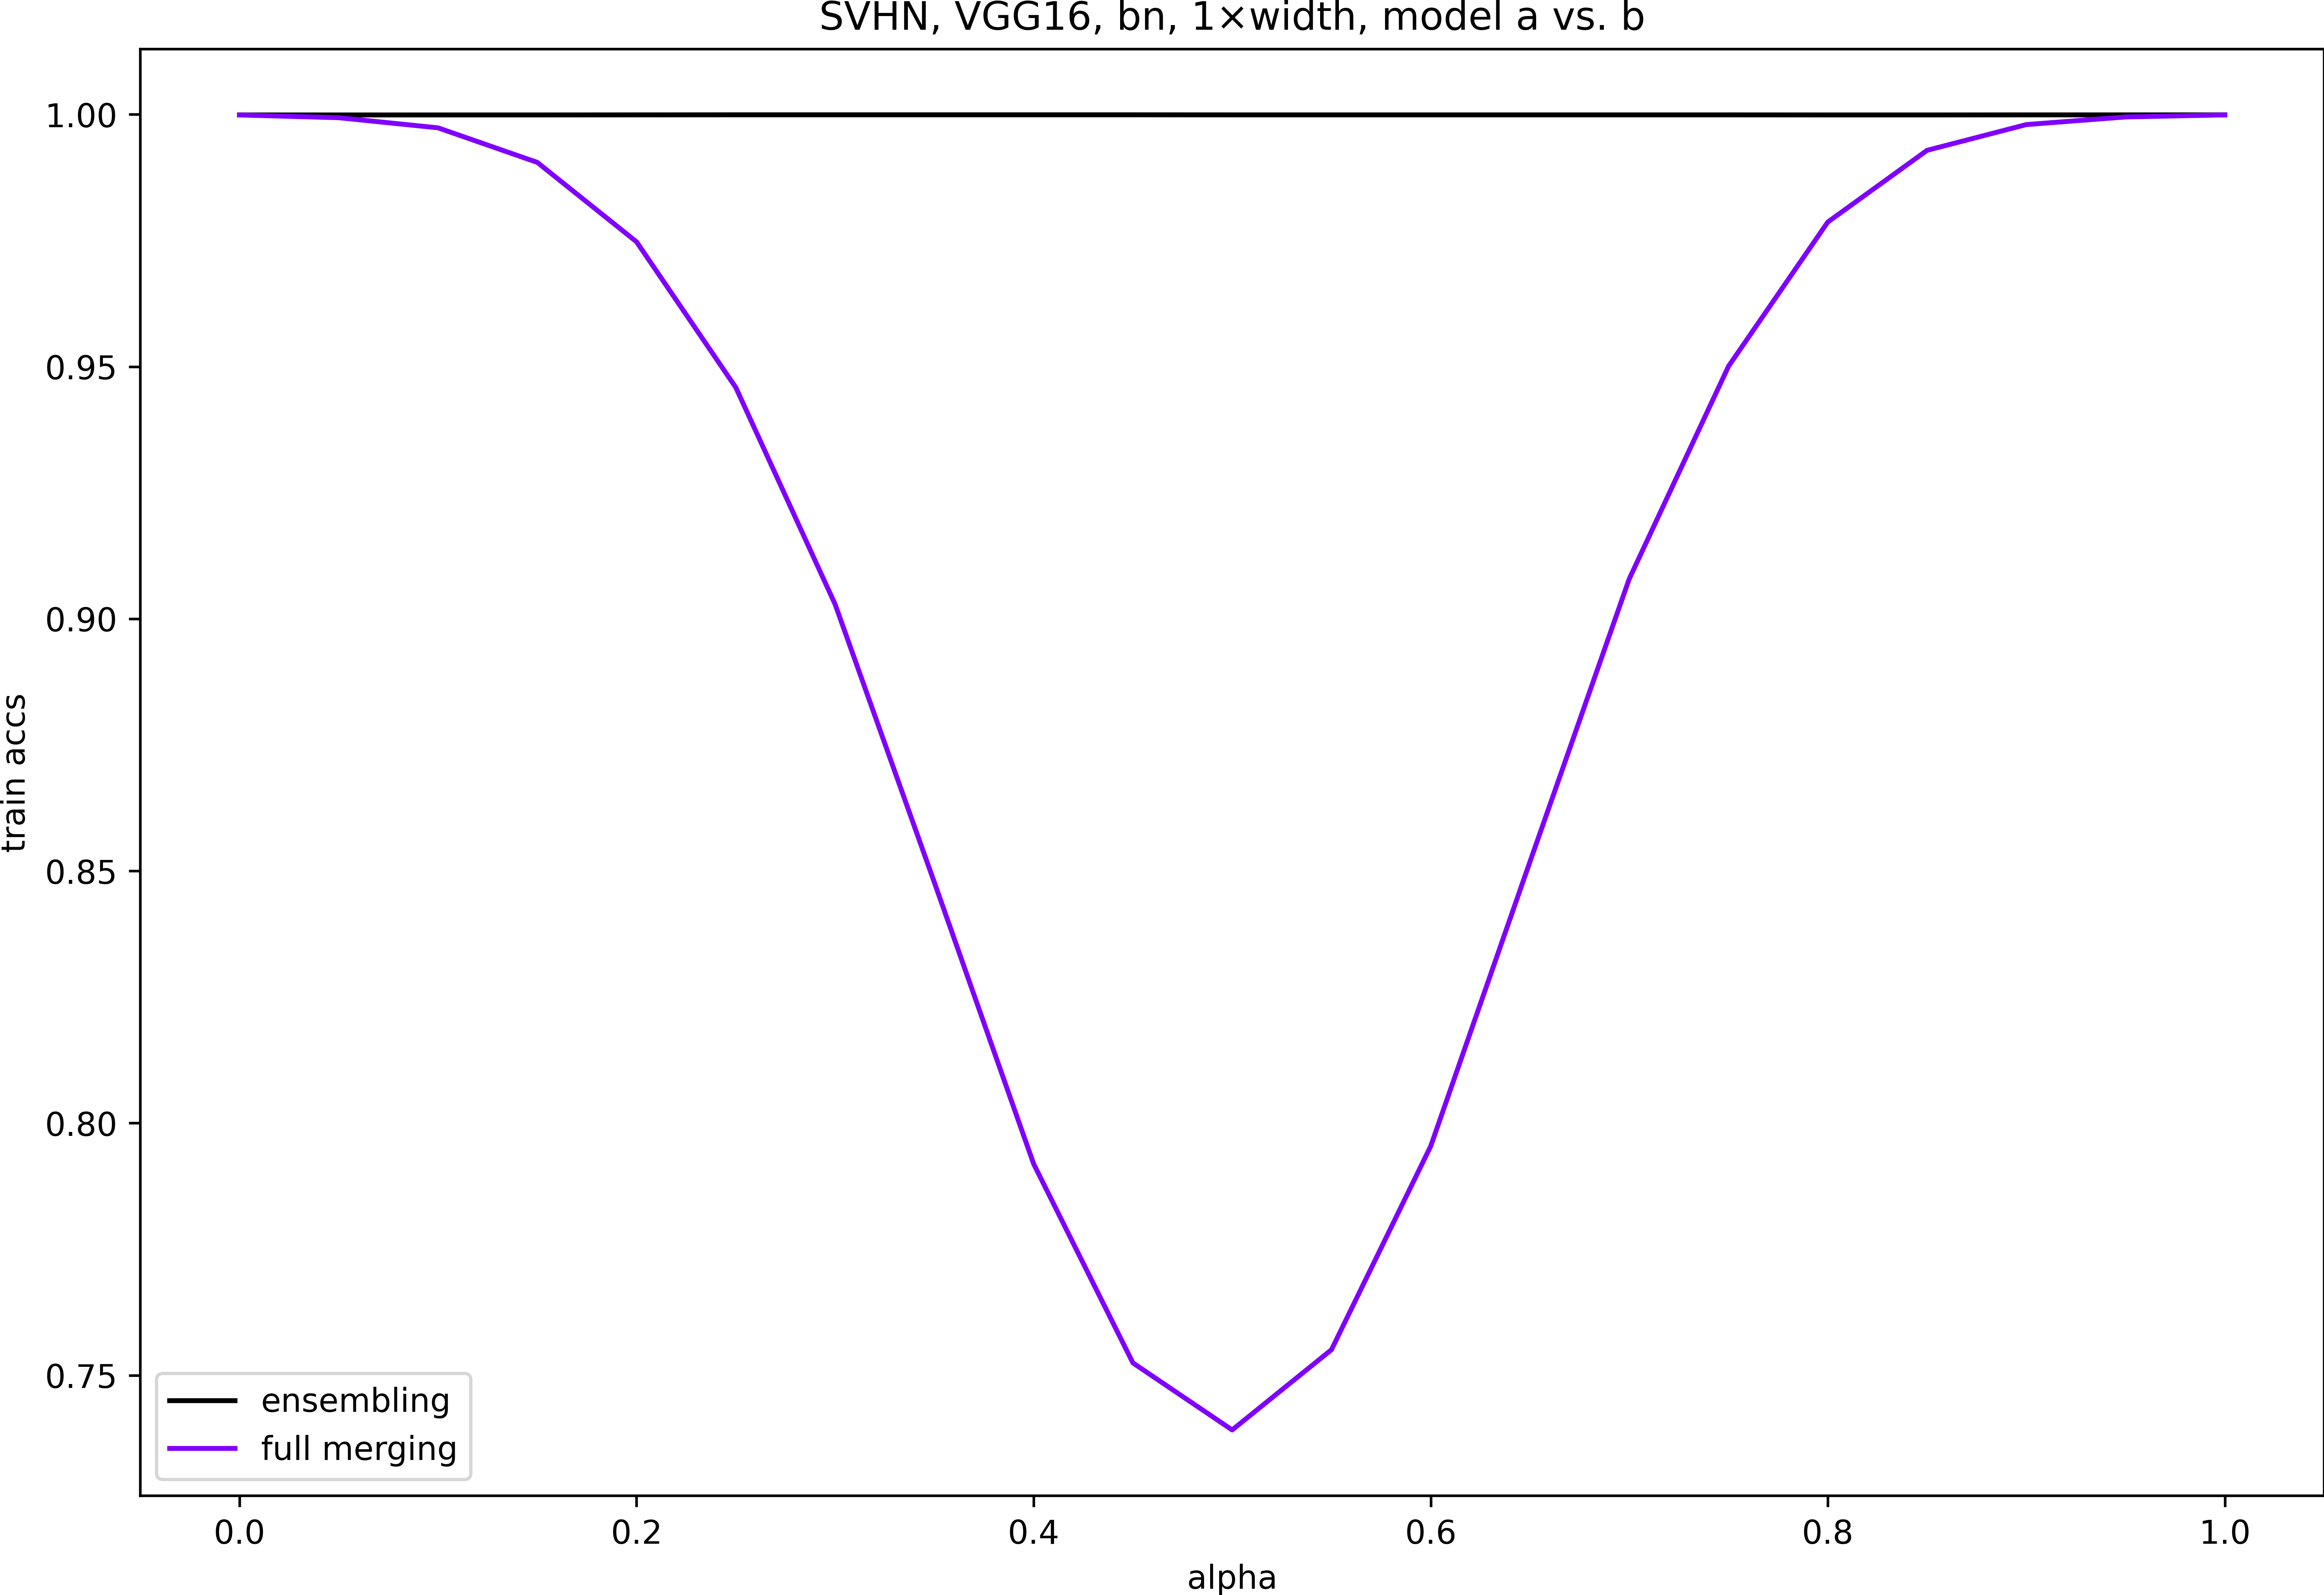 SVHN, VGG16, bn, 1×width, model a vs. b
train accs
1.00
0.95
0.90
0.85
0.80
0.75
ensembling
full merging
0.0 0.2 0.4 0.6 0.8 1.0
alpha